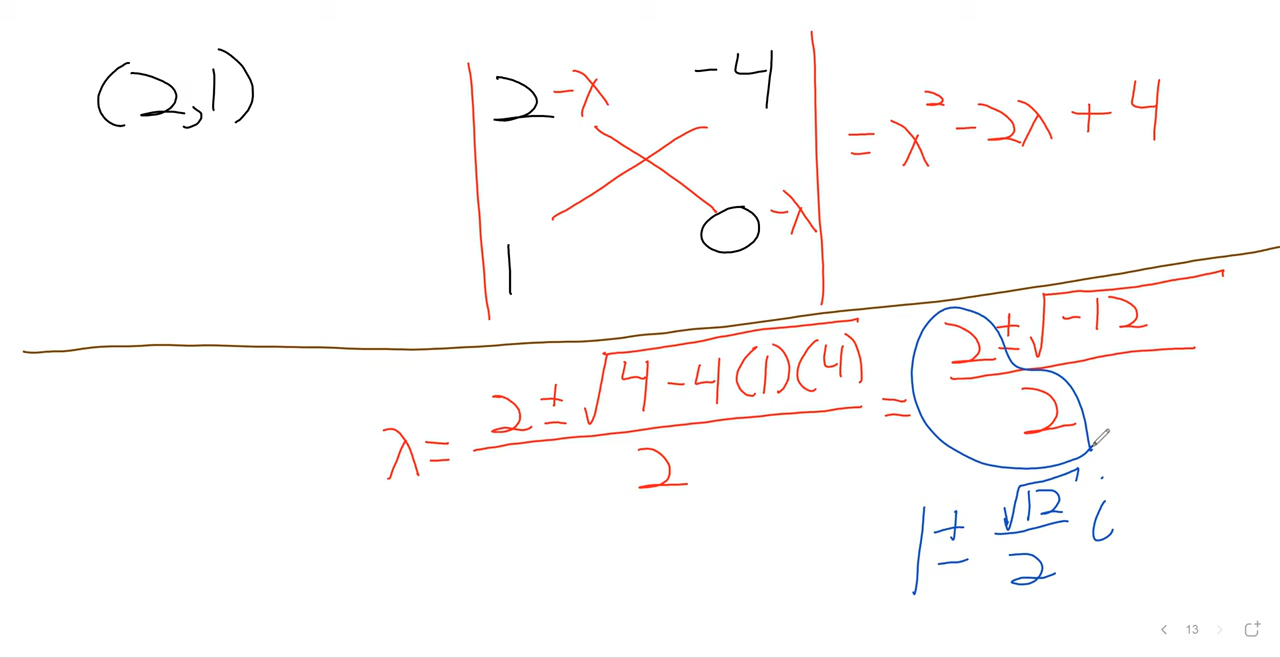 (2,1)
2-λ -4
1 0-λ
= λ² - 2λ + 4
λ = 2 ± √4-4(1)(4) / 2 = 2 ± √-12 / 2
1 ± √12 / 2 i
< 13 >